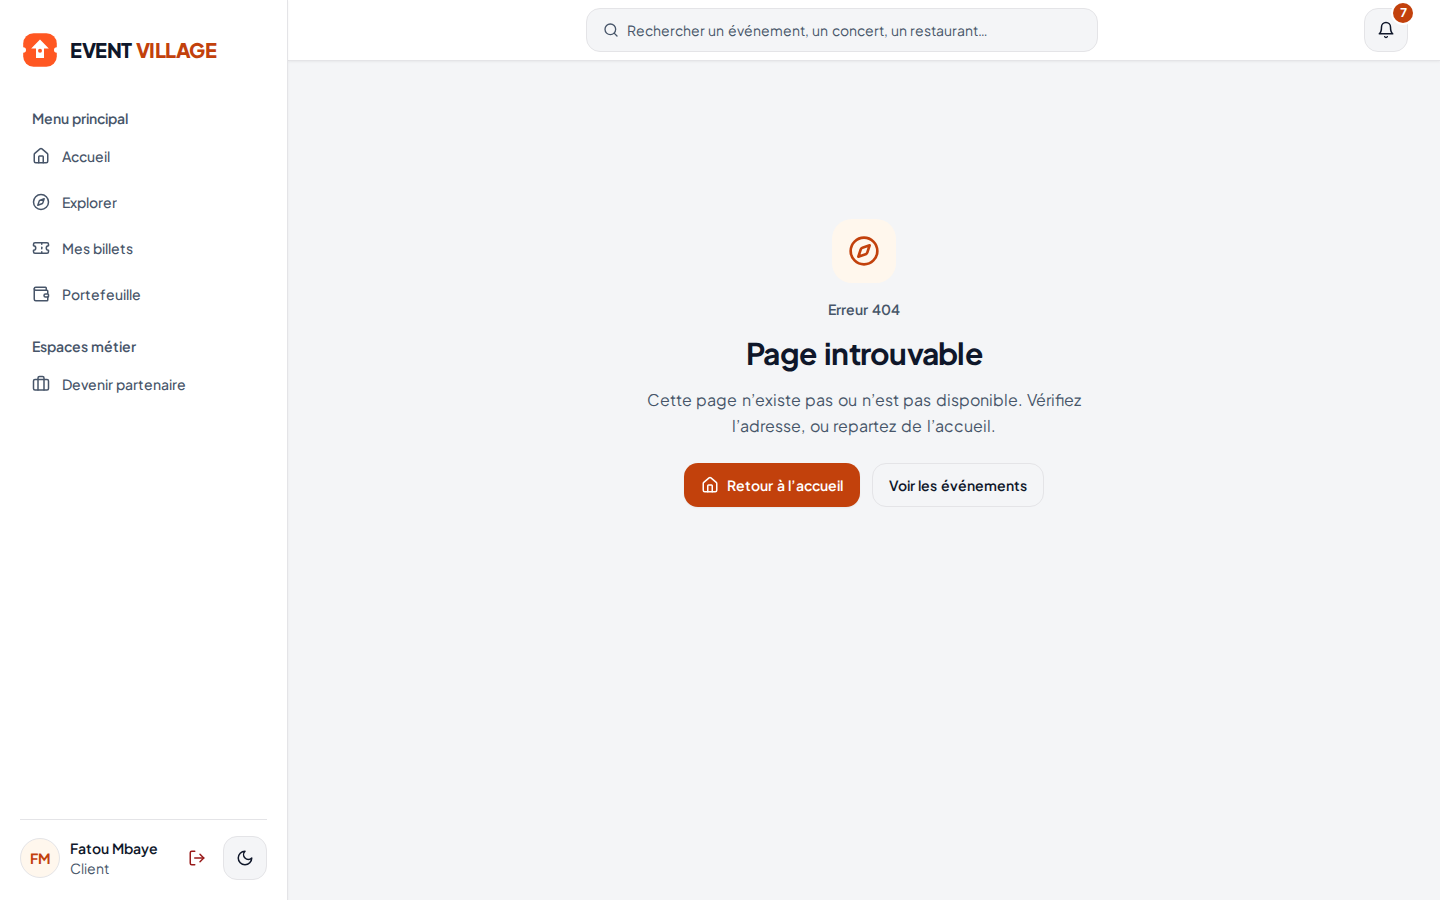 EVENT VILLAGE
Rechercher un événement, un concert, un restaurant…
7
Menu principal
Accueil
Explorer
Mes billets
Portefeuille
Espaces métier
Devenir partenaire
Erreur 404
Page introuvable
Cette page n’existe pas ou n’est pas disponible. Vérifiez
l’adresse, ou repartez de l’accueil.
Retour à l’accueil
Voir les événements
FM
Fatou Mbaye
Client